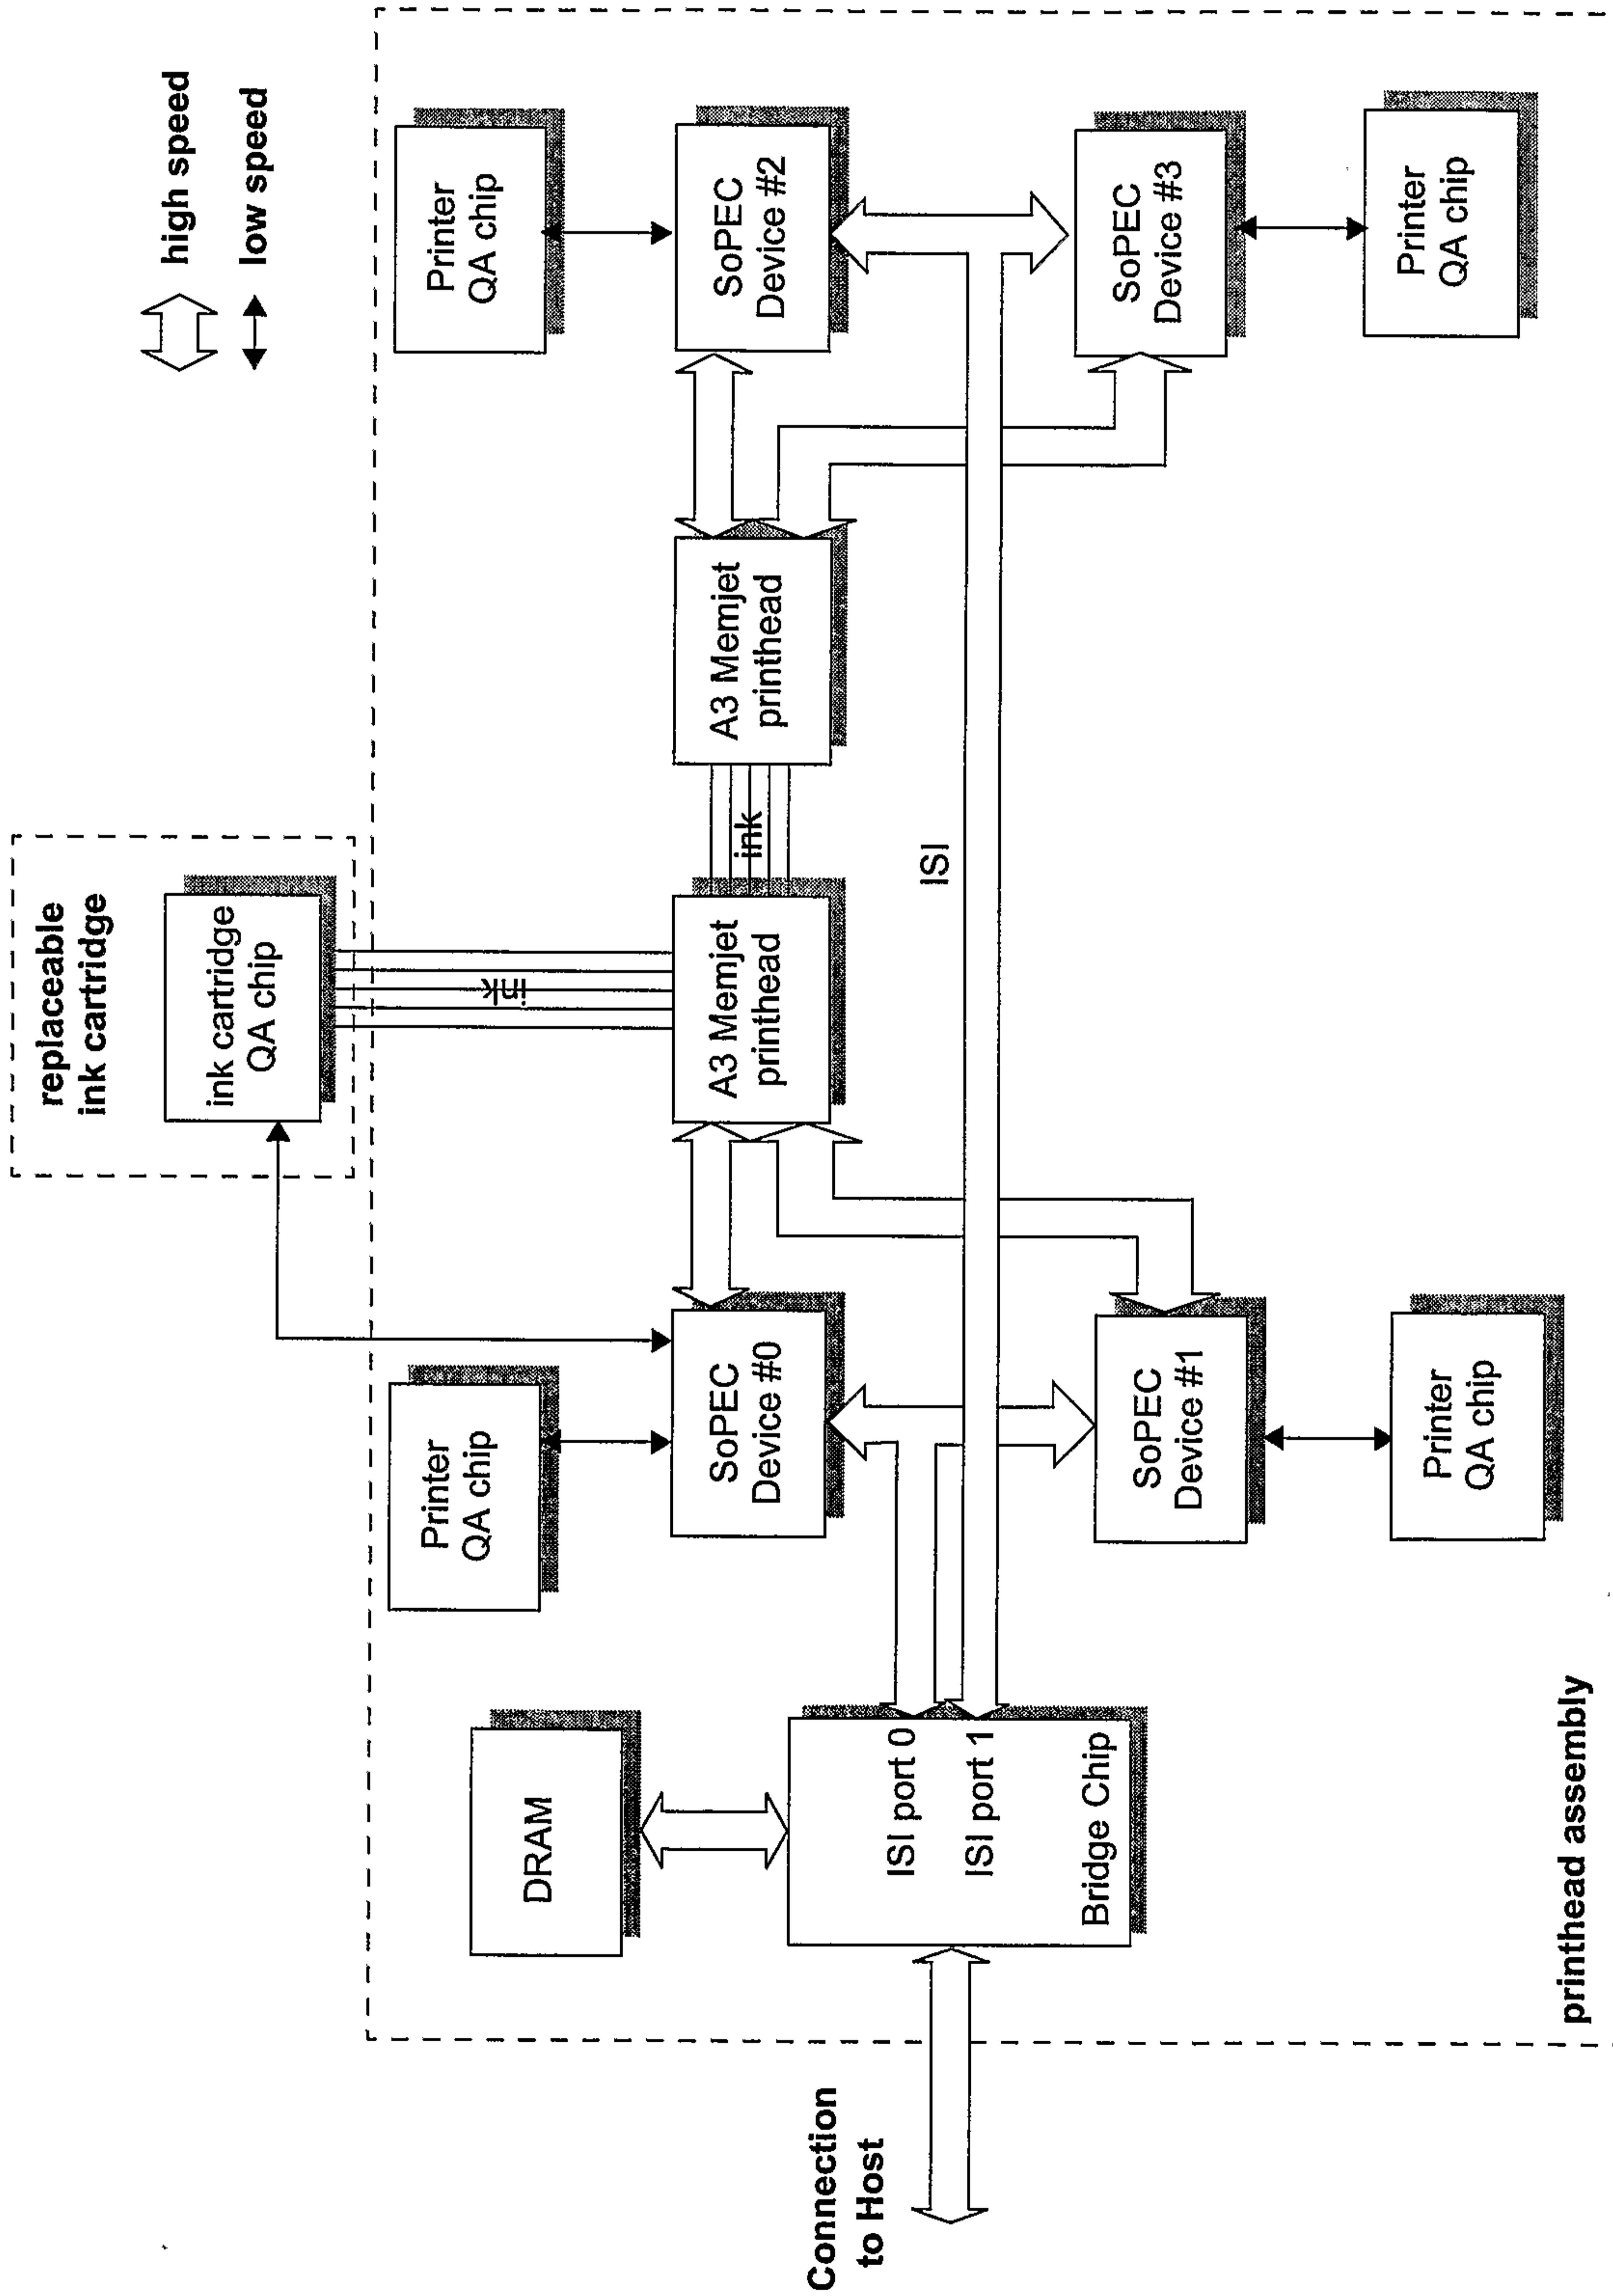 replaceable
ink cartridge
high speed
low speed
ink cartridge
QA chip
Printer
QA chip
Printer
QA chip
ink
DRAM
SoPEC
Device #0
A3 Memjet
printhead
ink
A3 Memjet
printhead
SoPEC
Device #2
Connection
to Host
ISI port 0
ISI port 1
Bridge Chip
ISI
SoPEC
Device #1
SoPEC
Device #3
Printer
QA chip
Printer
QA chip
printhead assembly